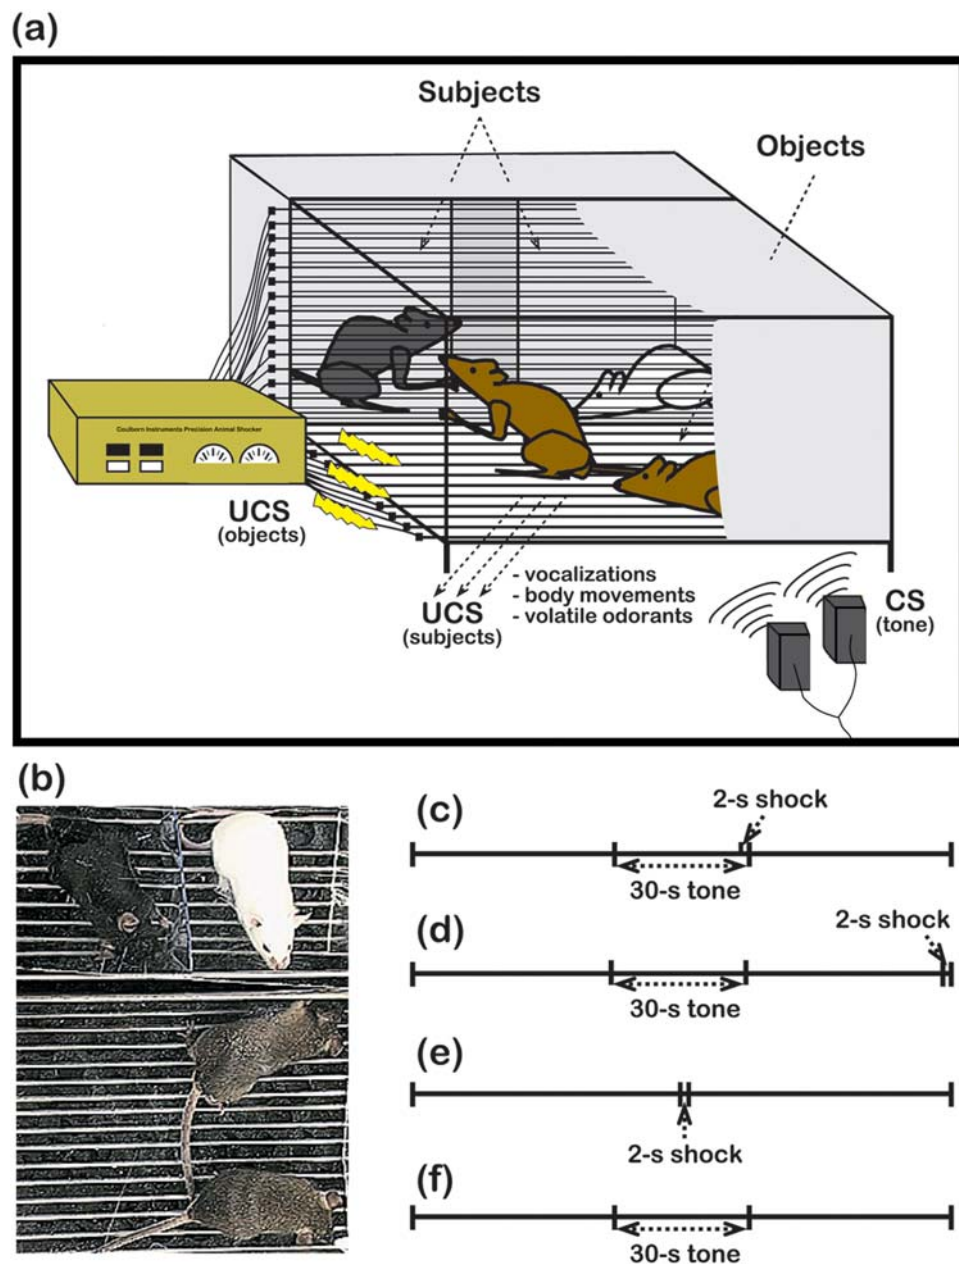 (a)
Subjects
Objects
Coulborn Instruments Precision Animal Shocker
UCS
(objects)
- vocalizations
- body movements
- volatile odorants
UCS
(subjects)
CS
(tone)
(b)
(c)
2-s shock
30-s tone
(d)
2-s shock
30-s tone
(e)
2-s shock
(f)
30-s tone